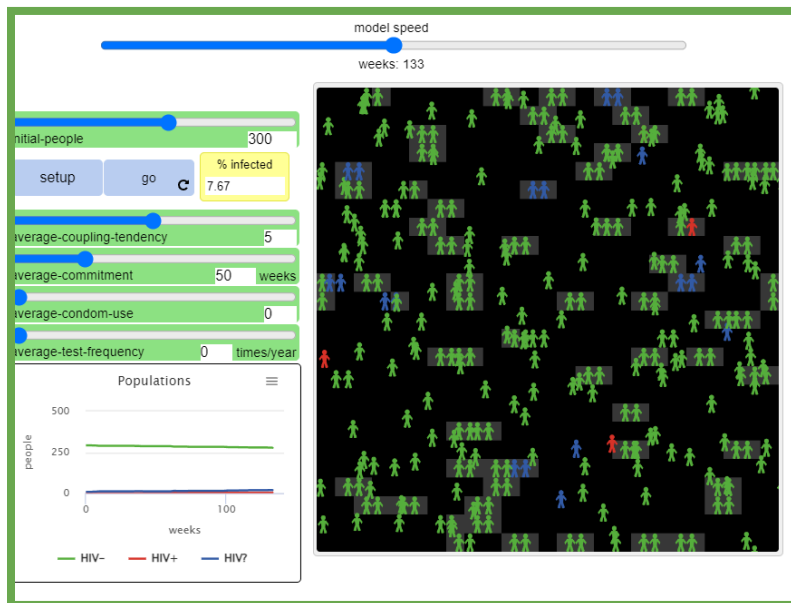 model speed
weeks: 133
nitial-people 300
setup
go
% infected
7.67
average-coupling-tendency 5
average-commitment 50 weeks
average-condom-use 0
average-test-frequency 0 times/year
Populations
500
250
0
people
0 100
weeks
HIV- HIV+ HIV?